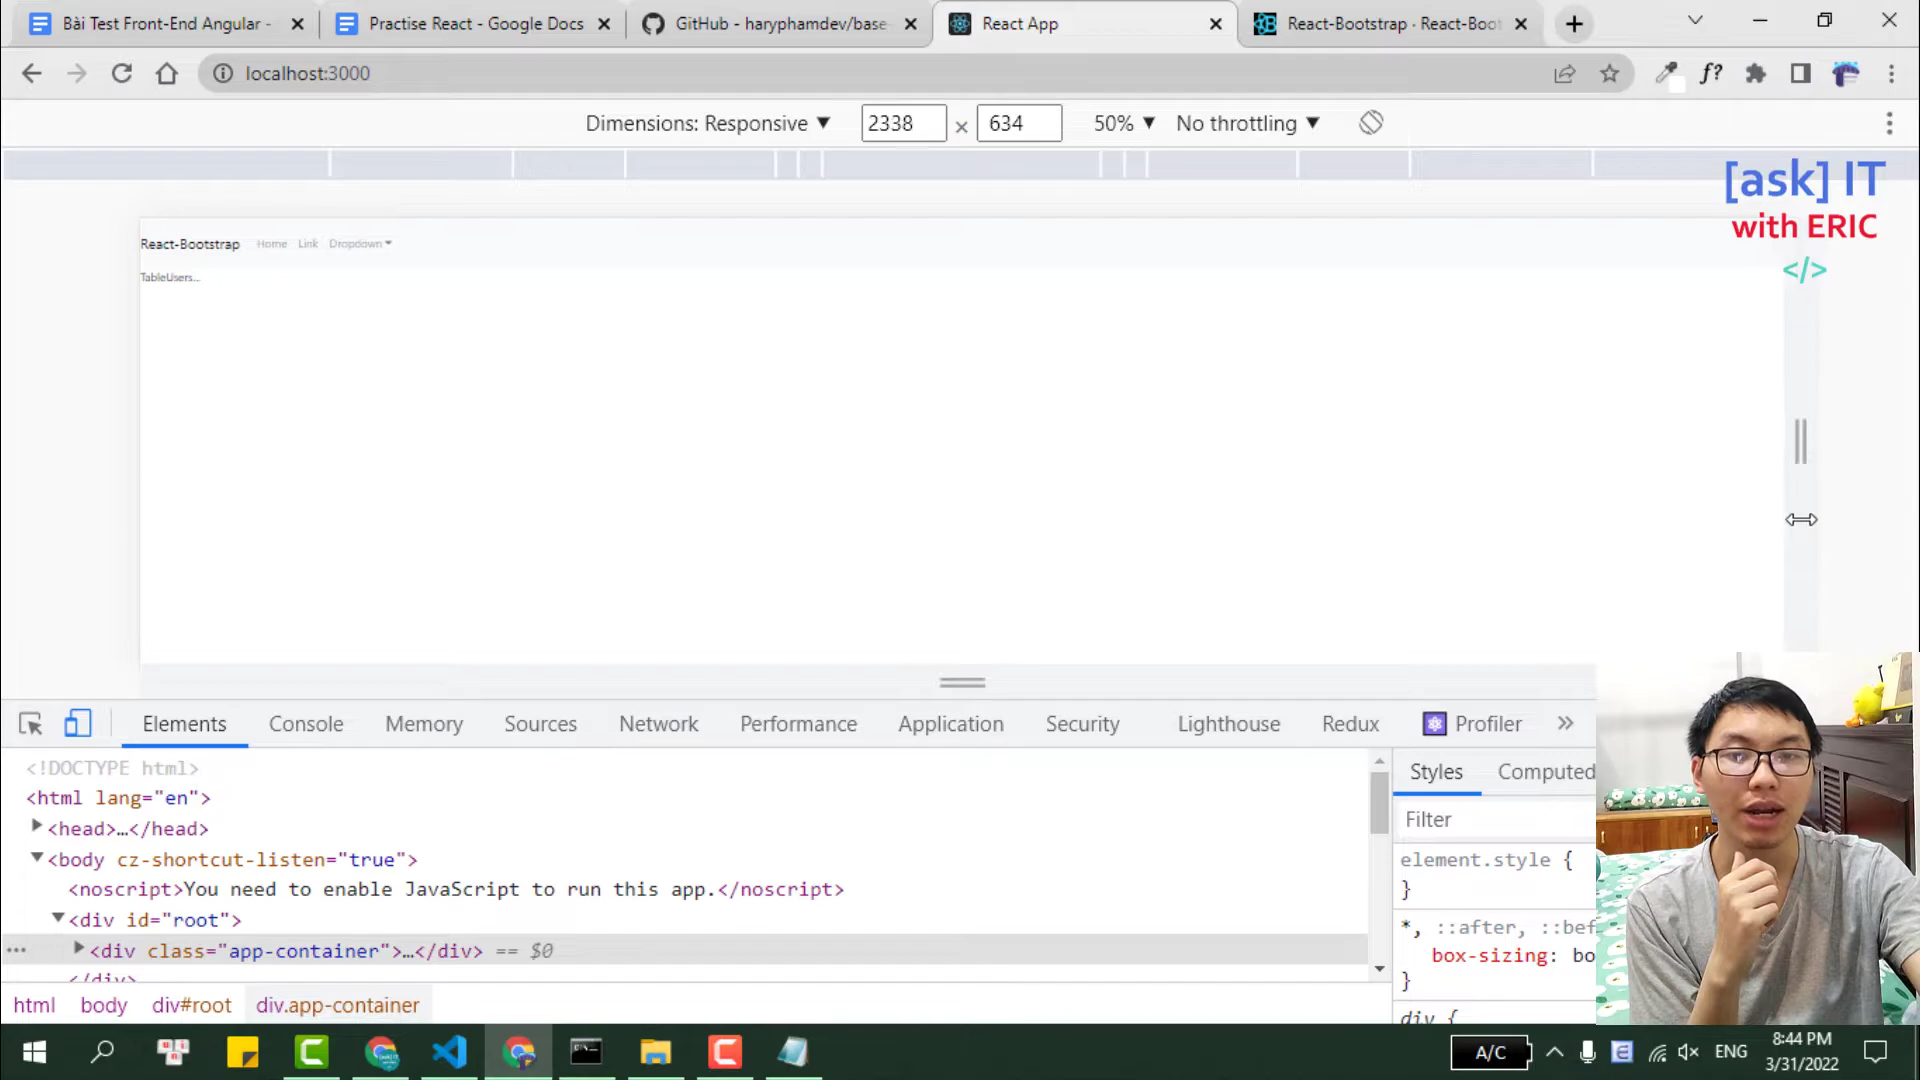 Bài Test Front-End Angular -
Practise React - Google Docs
GitHub - haryphamdev/base-
React App
React-Bootstrap · React-Boot
localhost:3000
f?
Dimensions: Responsive
2338 × 634
50%
No throttling
[ask] IT
with ERIC
</>
React-Bootstrap Home Link Dropdown
TableUsers...
Elements Console Memory Sources Network Performance Application Security Lighthouse Redux Profiler »
<!DOCTYPE html>
<html lang="en">
<head>…</head>
<body cz-shortcut-listen="true">
<noscript>You need to enable JavaScript to run this app.</noscript>
<div id="root">
<div class="app-container">…</div> == $0
</div>
html body div#root div.app-container
Styles Computed
Filter
element.style {
}
*, ::after, ::bef
box-sizing: bo
}
div {
A/C
ENG
8:44 PM
3/31/2022